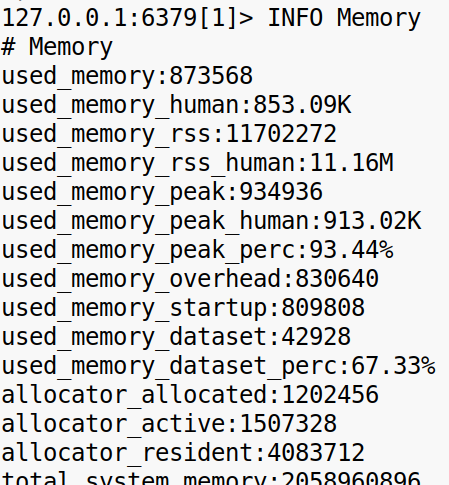 127.0.0.1:6379[1]> INFO Memory
# Memory
used_memory:873568
used_memory_human:853.09K
used_memory_rss:11702272
used_memory_rss_human:11.16M
used_memory_peak:934936
used_memory_peak_human:913.02K
used_memory_peak_perc:93.44%
used_memory_overhead:830640
used_memory_startup:809808
used_memory_dataset:42928
used_memory_dataset_perc:67.33%
allocator_allocated:1202456
allocator_active:1507328
allocator_resident:4083712
total_system_memory:2058960896